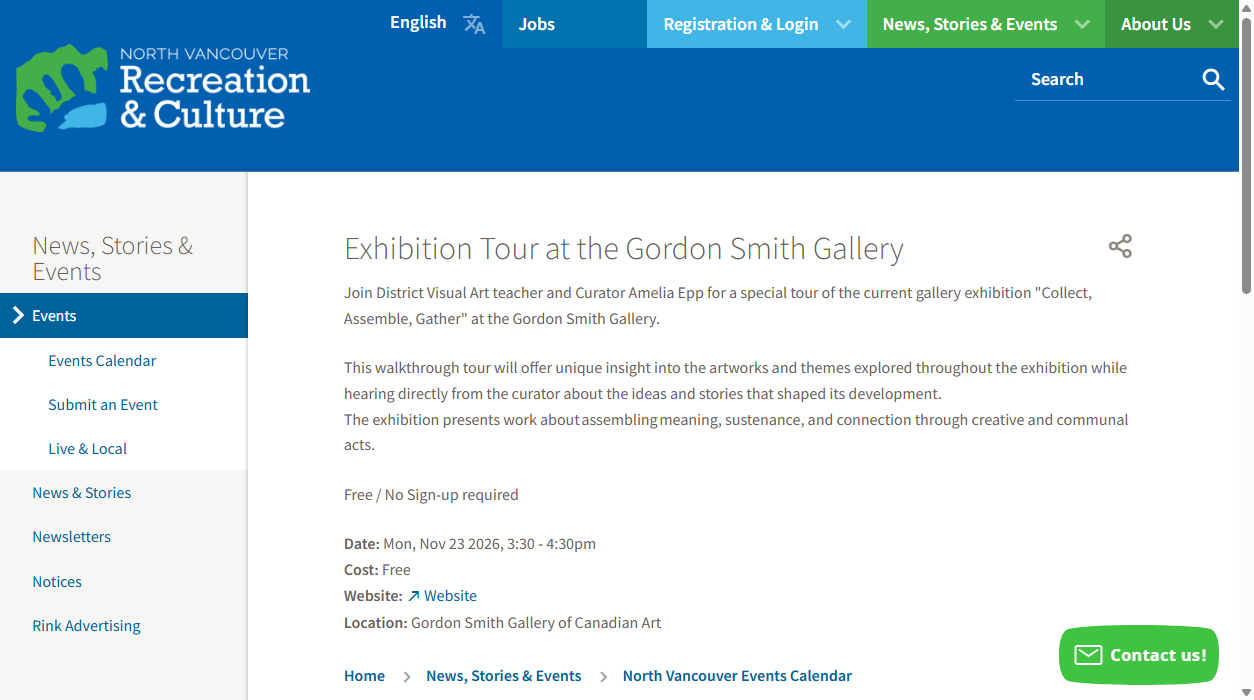 English
Jobs
Registration & Login
News, Stories & Events
About Us
NORTH VANCOUVER
Recreation
& Culture
Search
News, Stories &
Events
Events
Events Calendar
Submit an Event
Live & Local
News & Stories
Newsletters
Notices
Rink Advertising
Exhibition Tour at the Gordon Smith Gallery
Join District Visual Art teacher and Curator Amelia Epp for a special tour of the current gallery exhibition "Collect,
Assemble, Gather" at the Gordon Smith Gallery.
This walkthrough tour will offer unique insight into the artworks and themes explored throughout the exhibition while
hearing directly from the curator about the ideas and stories that shaped its development.
The exhibition presents work about assembling meaning, sustenance, and connection through creative and communal
acts.
Free / No Sign-up required
Date: Mon, Nov 23 2026, 3:30 - 4:30pm
Cost: Free
Website: Website
Location: Gordon Smith Gallery of Canadian Art
Home
News, Stories & Events
North Vancouver Events Calendar
Contact us!